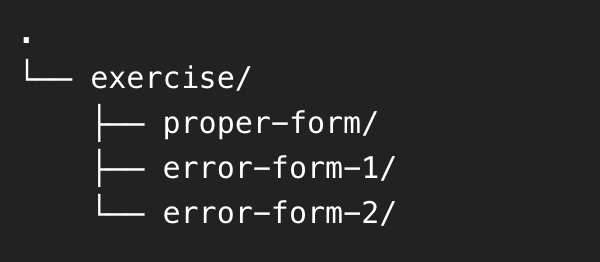 .
└── exercise/
    ├── proper-form/
    ├── error-form-1/
    └── error-form-2/